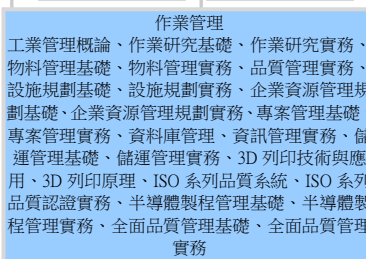 作業管理
工業管理概論、作業研究基礎、作業研究實務、
物料管理基礎、物料管理實務、品質管理實務、
設施規劃基礎、設施規劃實務、企業資源管理規
劃基礎、企業資源管理規劃實務、專案管理基礎
專案管理實務、資料庫管理、資訊管理實務、儲
運管理基礎、儲運管理實務、3D 列印技術與應
用、3D 列印原理、ISO 系列品質系統、ISO 系列
品質認證實務、半導體製程管理基礎、半導體製
程管理實務、全面品質管理基礎、全面品質管理
實務